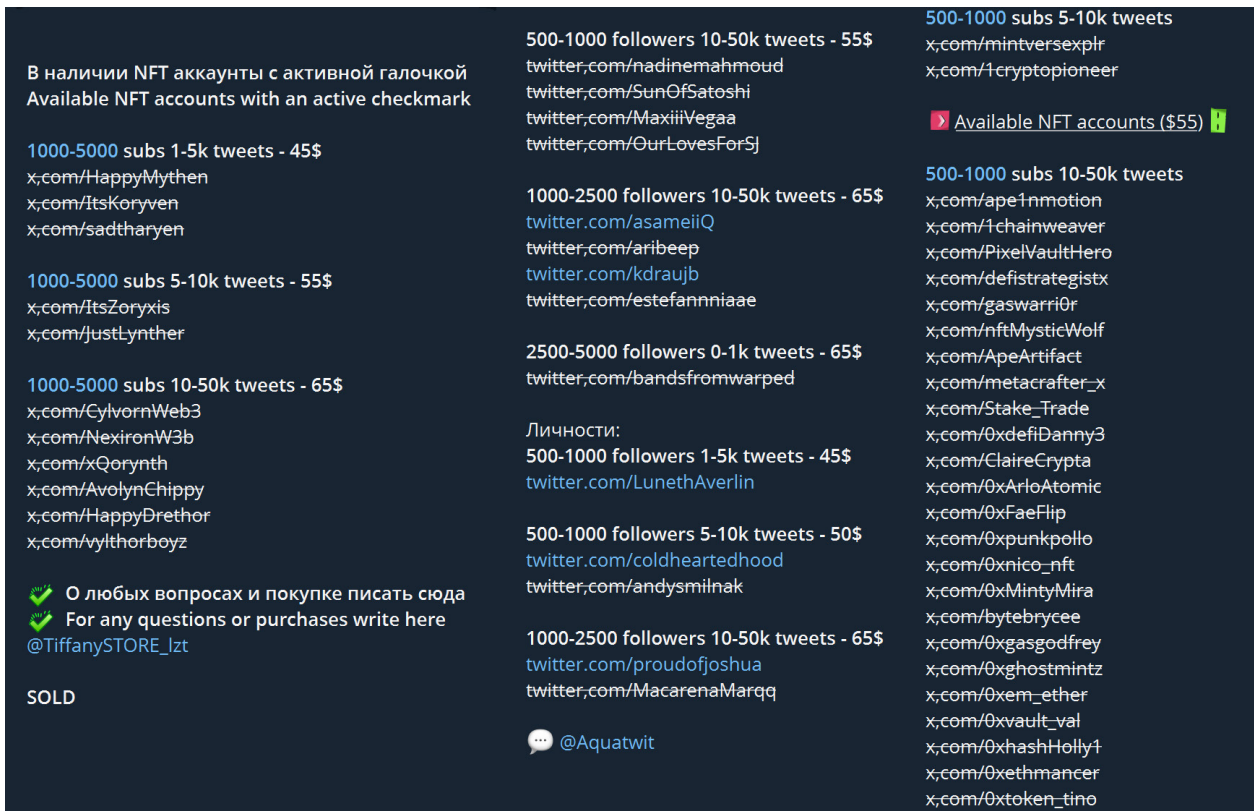 В наличии NFT аккаунты с активной галочкой
Available NFT accounts with an active checkmark
1000-5000 subs 1-5k tweets - 45$
x,com/HappyMythen
x,com/ItsKoryven
x,com/sadtharyen
1000-5000 subs 5-10k tweets - 55$
x,com/ItsZoryxis
x,com/JustLynther
1000-5000 subs 10-50k tweets - 65$
x,com/CylvornWeb3
x,com/NexironW3b
x,com/xQorynth
x,com/AvolynChippy
x,com/HappyDrethor
x,com/vylthorboyz
О любых вопросах и покупке писать сюда
For any questions or purchases write here
@TiffanySTORE_lzt
SOLD
500-1000 followers 10-50k tweets - 55$
twitter,com/nadinemahmoud
twitter,com/SunOfSatoshi
twitter,com/MaxiiiVegaa
twitter,com/OurLovesForSJ
1000-2500 followers 10-50k tweets - 65$
twitter.com/asameiiQ
twitter,com/aribeep
twitter.com/kdraujb
twitter,com/estefannniaae
2500-5000 followers 0-1k tweets - 65$
twitter,com/bandsfromwarped
Личности:
500-1000 followers 1-5k tweets - 45$
twitter.com/LunethAverlin
500-1000 followers 5-10k tweets - 50$
twitter.com/coldheartedhood
twitter,com/andysmilnak
1000-2500 followers 10-50k tweets - 65$
twitter.com/proudofjoshua
twitter,com/MacarenaMarqq
@Aquatwit
500-1000 subs 5-10k tweets
x,com/mintversexplr
x,com/1cryptopioneer
Available NFT accounts ($55)
500-1000 subs 10-50k tweets
x,com/ape1nmotion
x,com/1chainweaver
x,com/PixelVaultHero
x,com/defistrategistx
x,com/gaswarri0r
x,com/nftMysticWolf
x,com/ApeArtifact
x,com/metacrafter_x
x,com/Stake_Trade
x,com/0xdefiDanny3
x,com/ClaireCrypta
x,com/0xArloAtomic
x,com/0xFaeFlip
x,com/0xpunkpollo
x,com/0xnico_nft
x,com/0xMintyMira
x,com/bytebrycee
x,com/0xgasgodfrey
x,com/0xghostmintz
x,com/0xem_ether
x,com/0xvault_val
x,com/0xhashHolly1
x,com/0xethmancer
x,com/0xtoken_tino